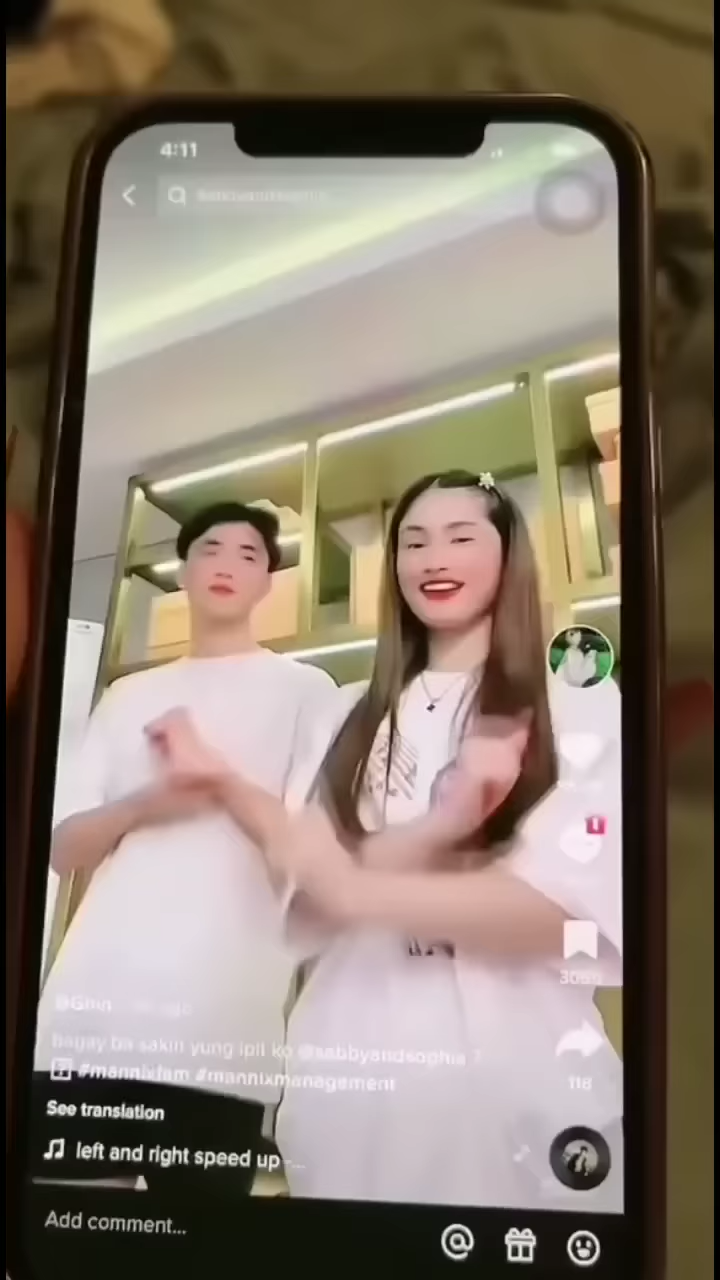 4:11
@Gmin
bagay ba sakin yung ipit ko @sabbyandsophia ?
#mannixfam #mannixmanagement
See translation
left and right speed up -...
118
Add comment...